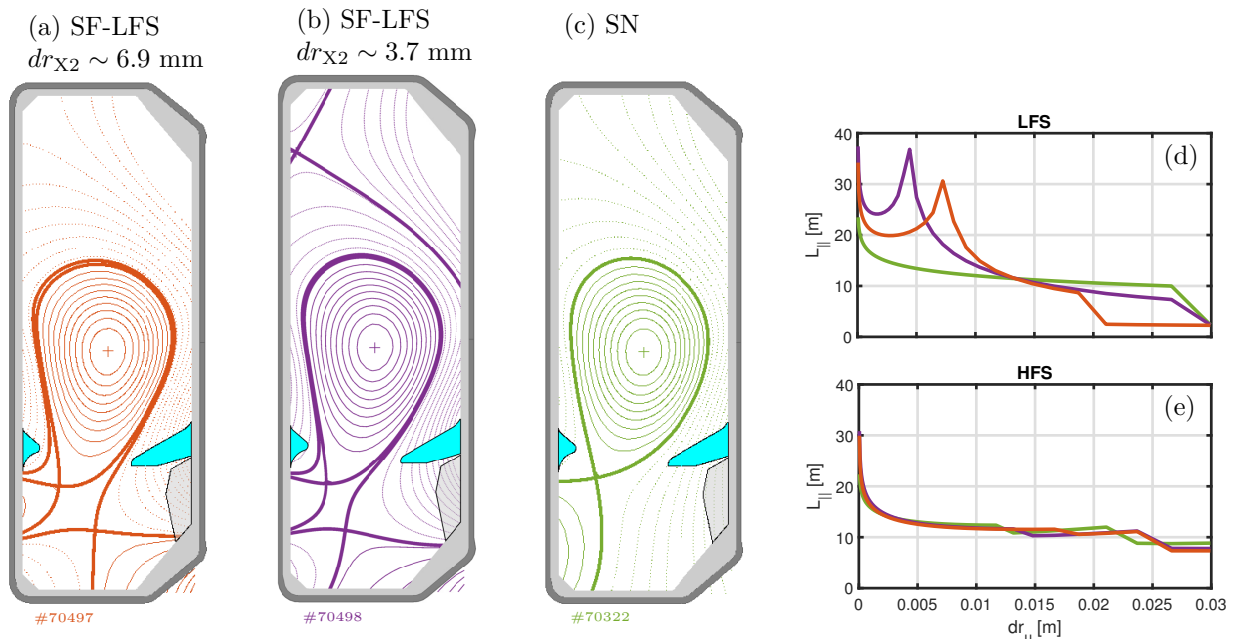 (a) SF-LFS
dr_X2 ∼ 6.9 mm
(b) SF-LFS
dr_X2 ∼ 3.7 mm
(c) SN
#70497
#70498
#70322
LFS
(d)
40
30
20
10
0
L_|| [m]
HFS
(e)
40
30
20
10
0
L_|| [m]
0 0.005 0.01 0.015 0.02 0.025 0.03
dr_u [m]